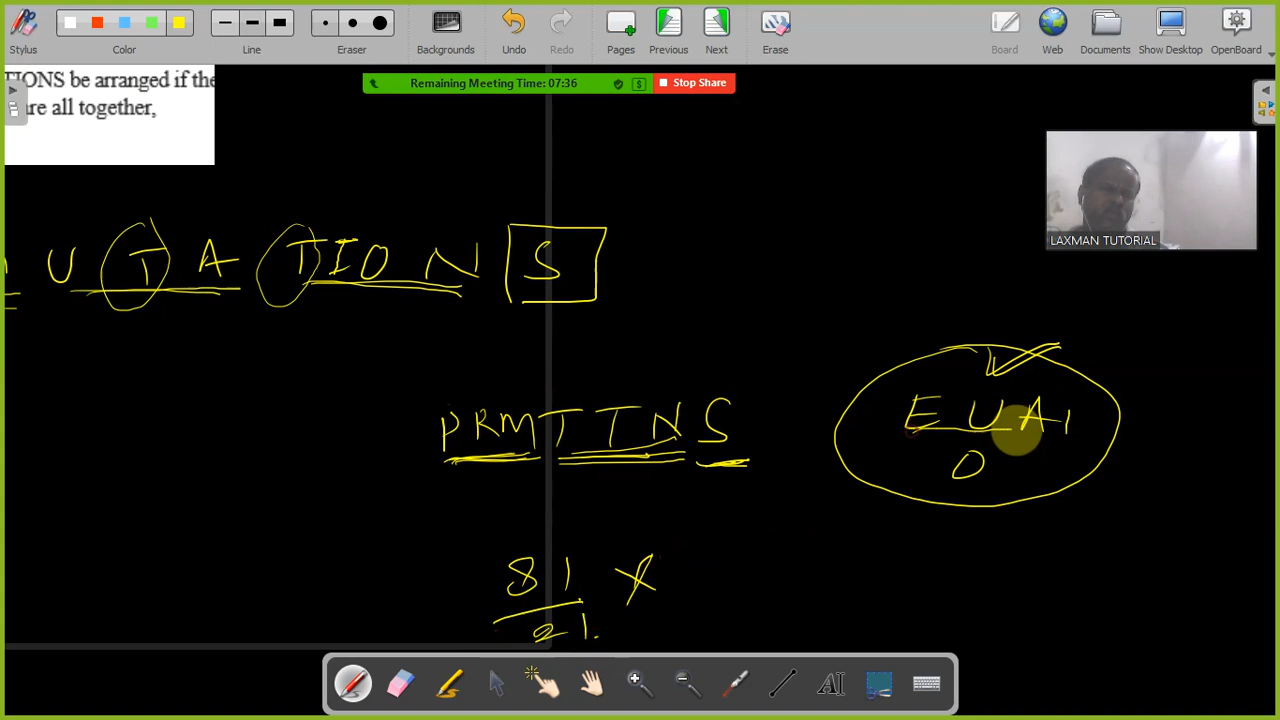 Stylus Color Line Eraser Backgrounds Undo Redo Pages Previous Next Erase Board Web Documents Show Desktop OpenBoard
Remaining Meeting Time: 07:36 Stop Share
TIONS be arranged if the
are all together,
LAXMAN TUTORIAL
U T A T I O N S
P R M T T N S
E U A I
O
8! ×
2!
AI